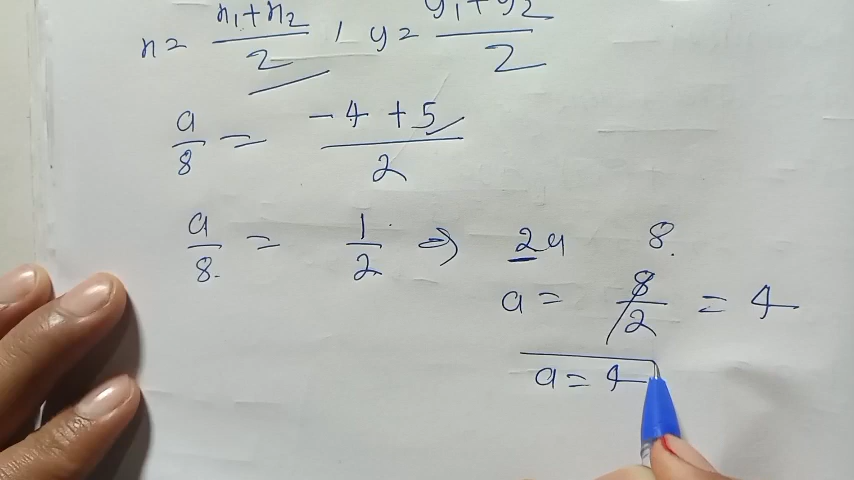 x = x₁+x₂/2 , y = y₁+y₂/2
a/8 = -4+5/2
a/8 = 1/2 ⇒ 2a 8.
a = 8/2 = 4
a = 4